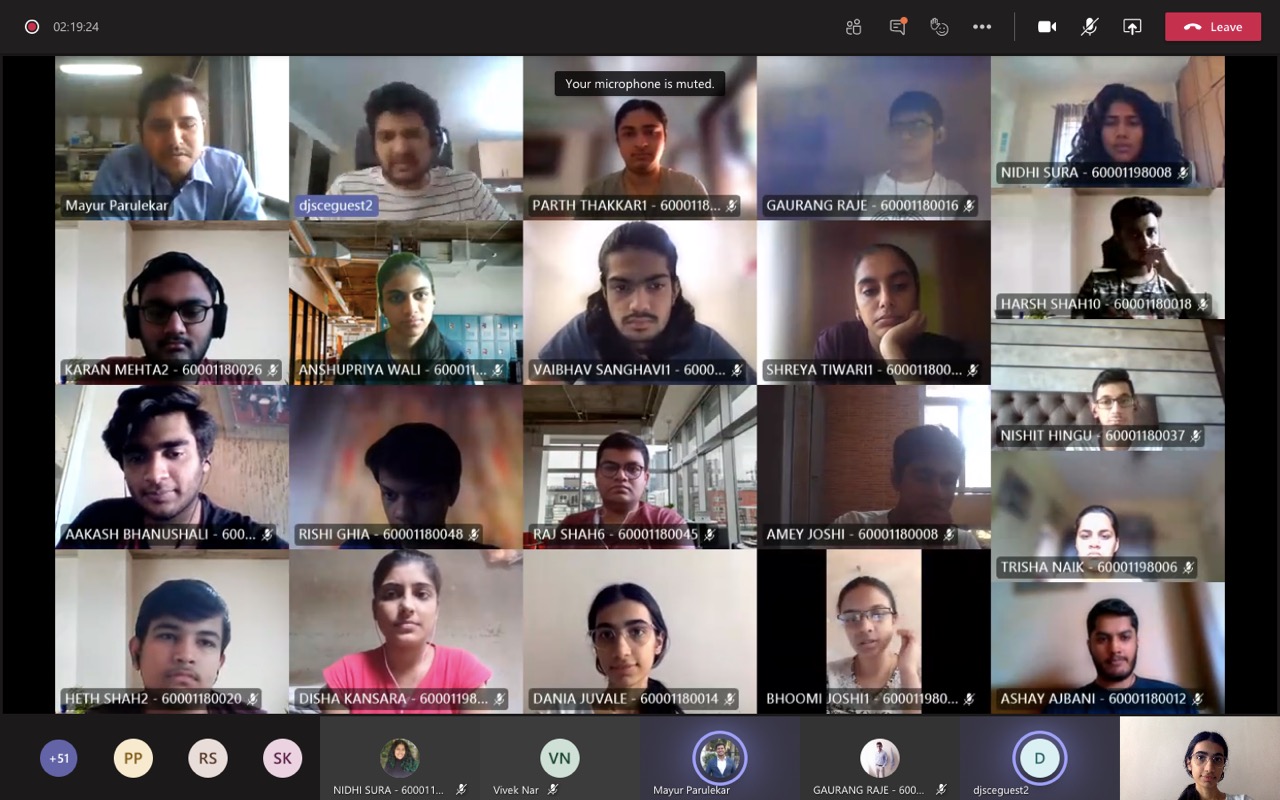 02:19:24
Leave
Your microphone is muted.
Mayur Parulekar
djsceguest2
PARTH THAKKAR1 - 6000118...
GAURANG RAJE - 60001180016
NIDHI SURA - 60001198008
HARSH SHAH10 - 60001180018
KARAN MEHTA2 - 60001180026
ANSHUPRIYA WALI - 600011...
VAIBHAV SANGHAVI1 - 6000...
SHREYA TIWARI1 - 600011800...
NISHIT HINGU - 60001180037
AAKASH BHANUSHALI - 600...
RISHI GHIA - 60001180048
RAJ SHAH6 - 60001180045
AMEY JOSHI - 60001180008
TRISHA NAIK - 60001198006
HETH SHAH2 - 60001180020
DISHA KANSARA - 60001198...
DANIA JUVALE - 60001180014
BHOOMI JOSHI1 - 600011980...
ASHAY AJBANI - 60001180012
+51
PP
RS
SK
NIDHI SURA - 600011...
VN
Vivek Nar
Mayur Parulekar
GAURANG RAJE - 600...
D
djsceguest2